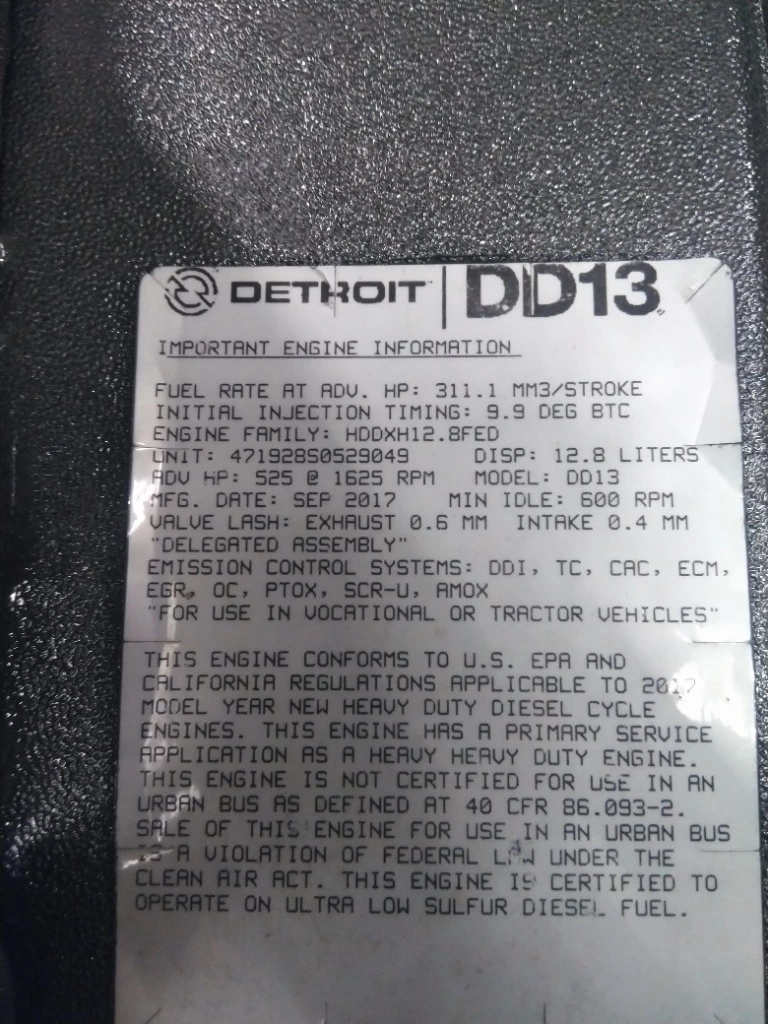 DETROIT DD13
IMPORTANT ENGINE INFORMATION
FUEL RATE AT ADV. HP: 311.1 MM3/STROKE
INITIAL INJECTION TIMING: 9.9 DEG BTC
ENGINE FAMILY: HDDXH12.8FED
UNIT: 471928S0529049 DISP: 12.8 LITERS
ADV HP: 525 @ 1625 RPM MODEL: DD13
MFG. DATE: SEP 2017 MIN IDLE: 600 RPM
VALVE LASH: EXHAUST 0.6 MM INTAKE 0.4 MM
"DELEGATED ASSEMBLY"
EMISSION CONTROL SYSTEMS: DDI, TC, CAC, ECM,
EGR, OC, PTOX, SCR-U, AMOX
"FOR USE IN VOCATIONAL OR TRACTOR VEHICLES"
THIS ENGINE CONFORMS TO U.S. EPA AND
CALIFORNIA REGULATIONS APPLICABLE TO 2017
MODEL YEAR NEW HEAVY DUTY DIESEL CYCLE
ENGINES. THIS ENGINE HAS A PRIMARY SERVICE
APPLICATION AS A HEAVY HEAVY DUTY ENGINE.
THIS ENGINE IS NOT CERTIFIED FOR USE IN AN
URBAN BUS AS DEFINED AT 40 CFR 86.093-2.
SALE OF THIS ENGINE FOR USE IN AN URBAN BUS
IS A VIOLATION OF FEDERAL LAW UNDER THE
CLEAN AIR ACT. THIS ENGINE IS CERTIFIED TO
OPERATE ON ULTRA LOW SULFUR DIESEL FUEL.